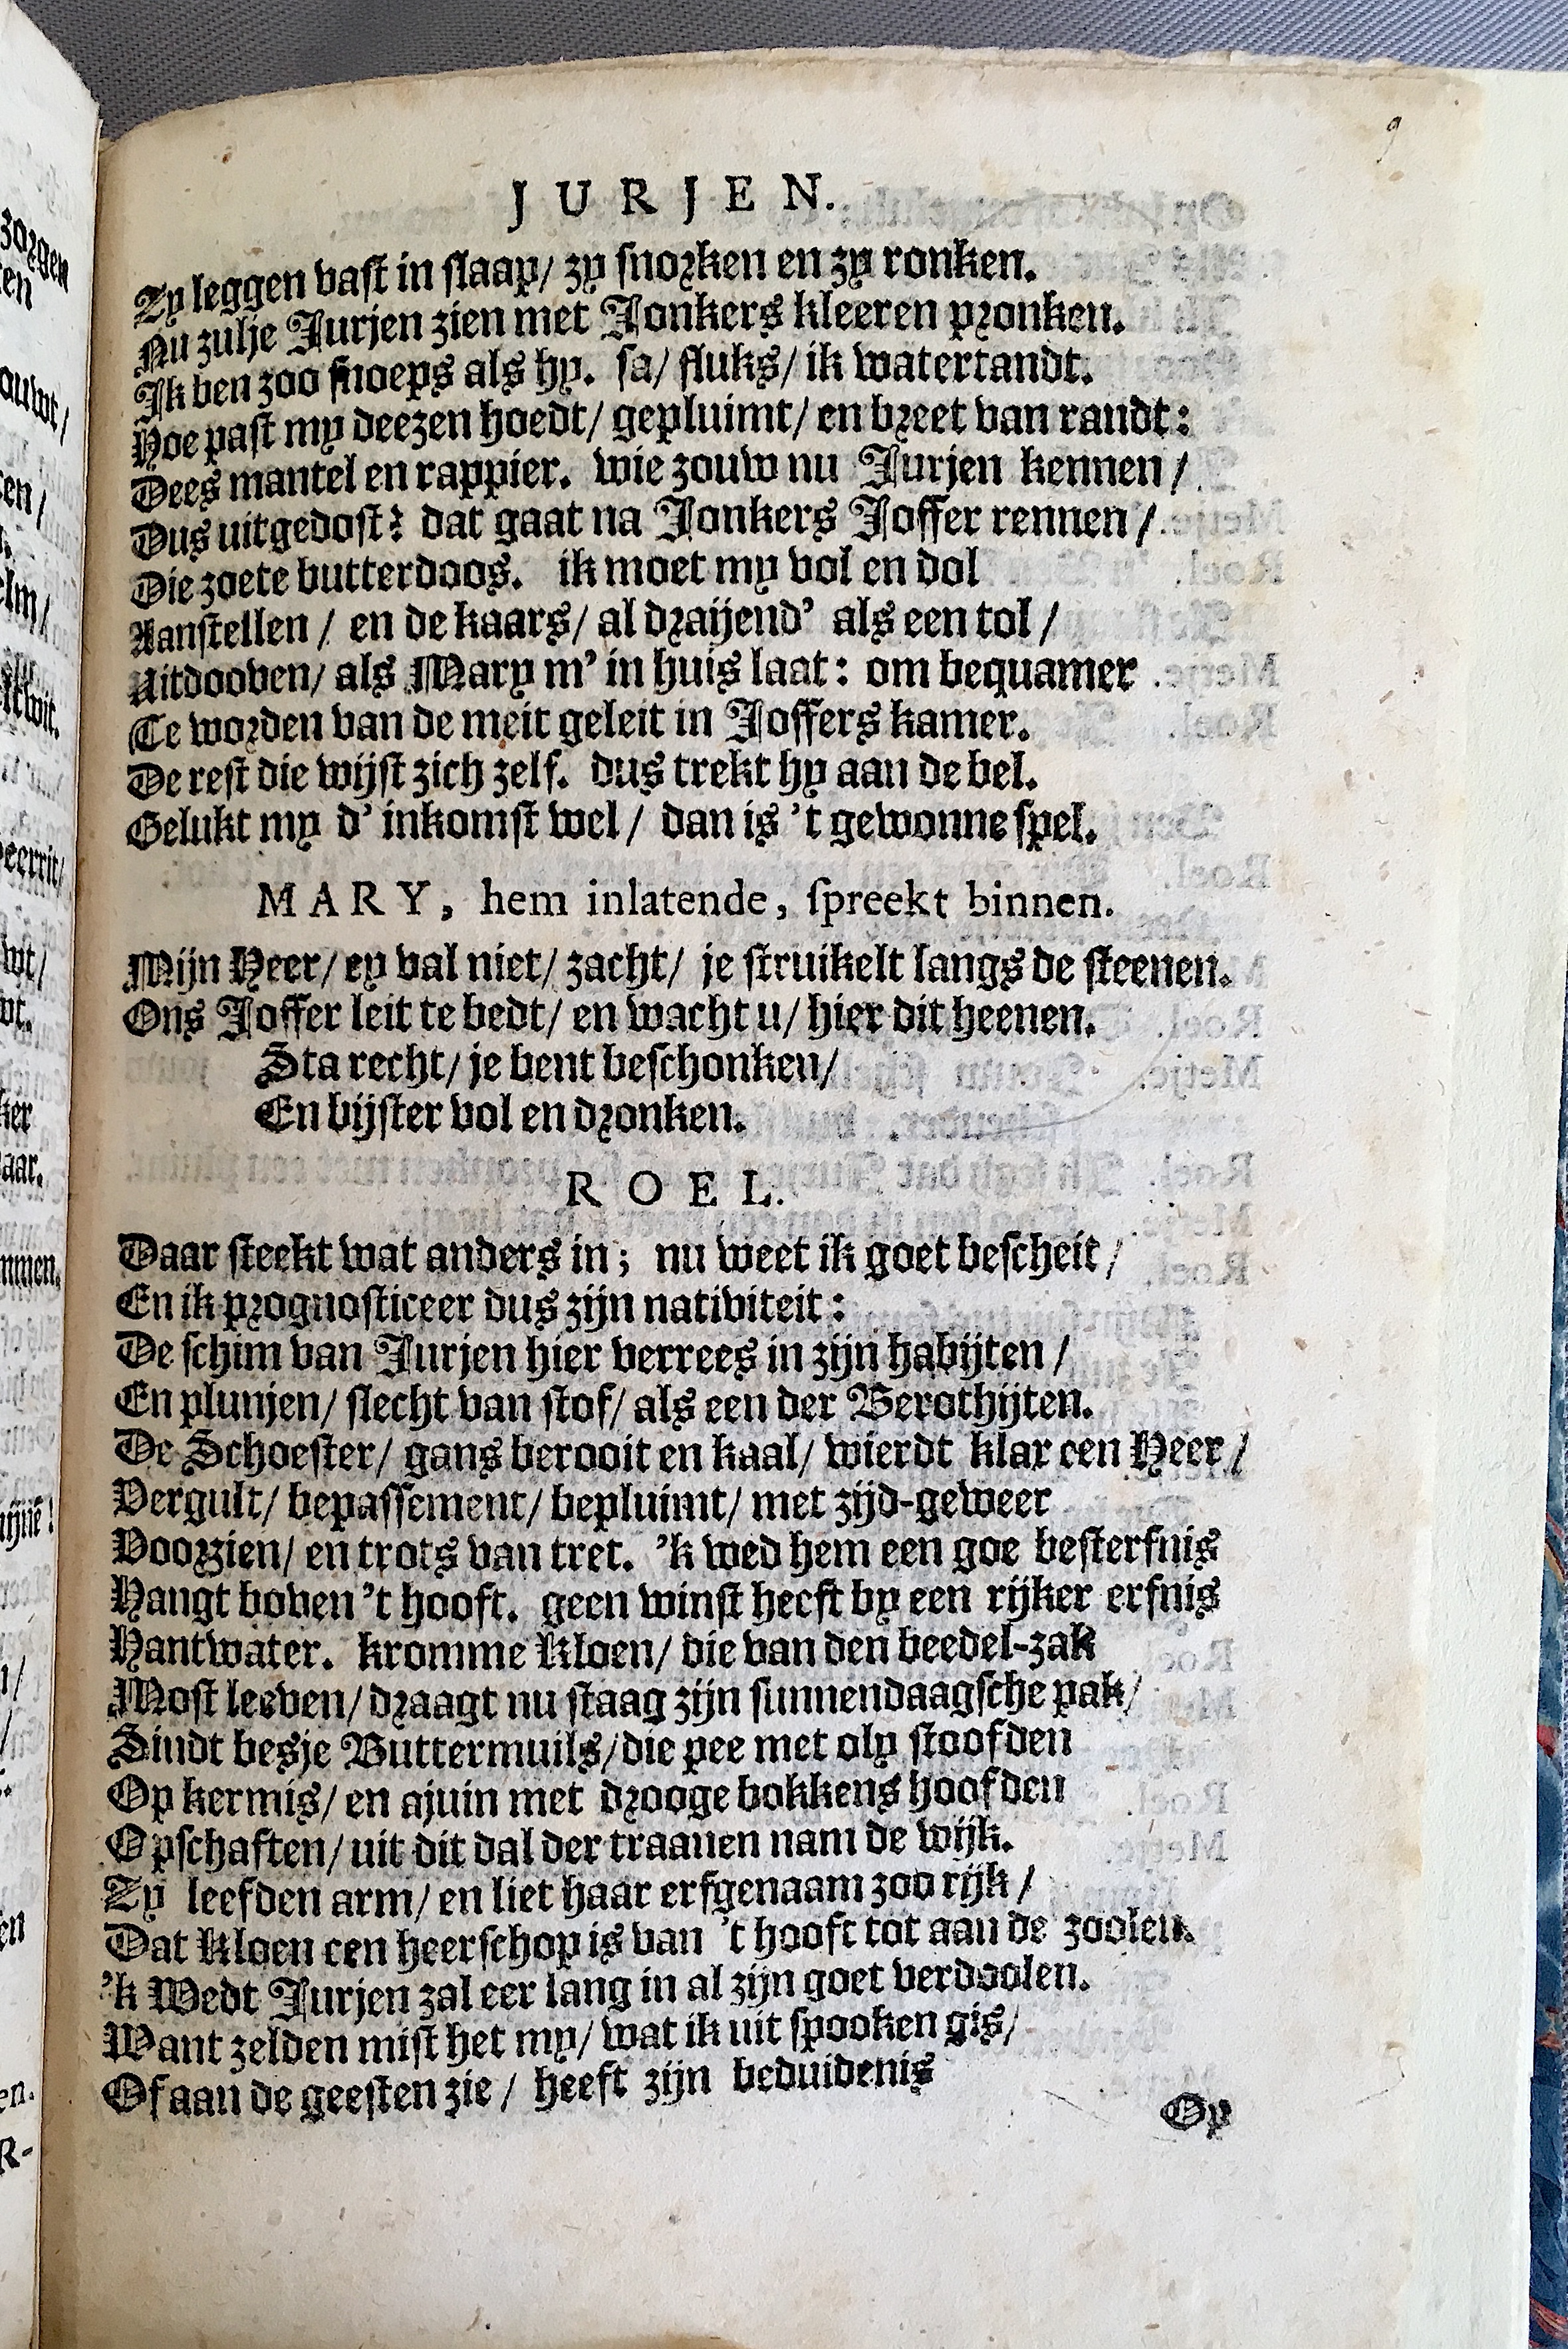 9
JURJEN.
Zy leggen vast in slaap/ zy snorken en zy ronken.
Nu zulje Jurjen zien met Jonkers kleeren pronken.
Ik ben zoo snoeps als hy. sa/ fluks/ ik watertandt.
Hoe past my deezen hoedt/ gepluimt/ en breet van randt:
Dees mantel en rappier. wie zouw nu Jurjen kennen/
Dus uitgedost? dat gaat na Jonkers Joffer rennen/
Die zoete butterdoos. ik moet my vol en dol
Aanstellen/ en de kaars/ al draijend' als een tol/
Uitdooven/ als Mary m' in huis laat: om bequamer
Te worden van de meit geleit in Joffers kamer.
De rest die wijst zich zelf. dus trekt hy aan de bel.
Gelukt my d' inkomst wel/ dan is 't gewonne spel.
MARY, hem inlatende, spreekt binnen.
Mijn Heer/ ey val niet/ zacht/ je struikelt langs de steenen.
Ons Joffer leit te bedt/ en wacht u/ hier dit heenen.
Sta recht/ je bent beschonken/
En bijster vol en dronken.
ROEL.
Daar steekt wat anders in; nu weet ik goet bescheit/
En ik prognosticeer dus zijn nativiteit:
De schim van Jurjen hier verrees in zijn habijten/
En plunjen/ slecht van stof/ als een der Berothijten.
De Schoester/ gans berooit en kaal/ wierdt klar een Heer/
Vergult/ bepassement/ bepluimt/ met zijd-geweer
Voorzien/ en trots van tret. 'k wed hem een goe besterfnis
Hangt boven 't hooft. geen winst heeft by een rijker erfnis
Hantwater. kromme Kloen/ die van den beedel-zak
Most leeven/ draagt nu staag zijn sunnendaagsche pak/
Sindt besje Buttermuils/ die pee met oly stoofden
Op kermis/ en ajuin met drooge bokkens hoofden
Opschaften/ uit dit dal der traanen nam de wijk.
Zy leefden arm/ en liet haar erfgenaam zoo rijk/
Dat Kloen een heerschop is van 't hooft tot aan de zoolen.
'k Wedt Jurjen zal eer lang in al zijn goet verdoolen.
Want zelden mist het my/ wat ik uit spooken gis/
Of aan de geesten zie/ heeft zijn beduidenis
Op